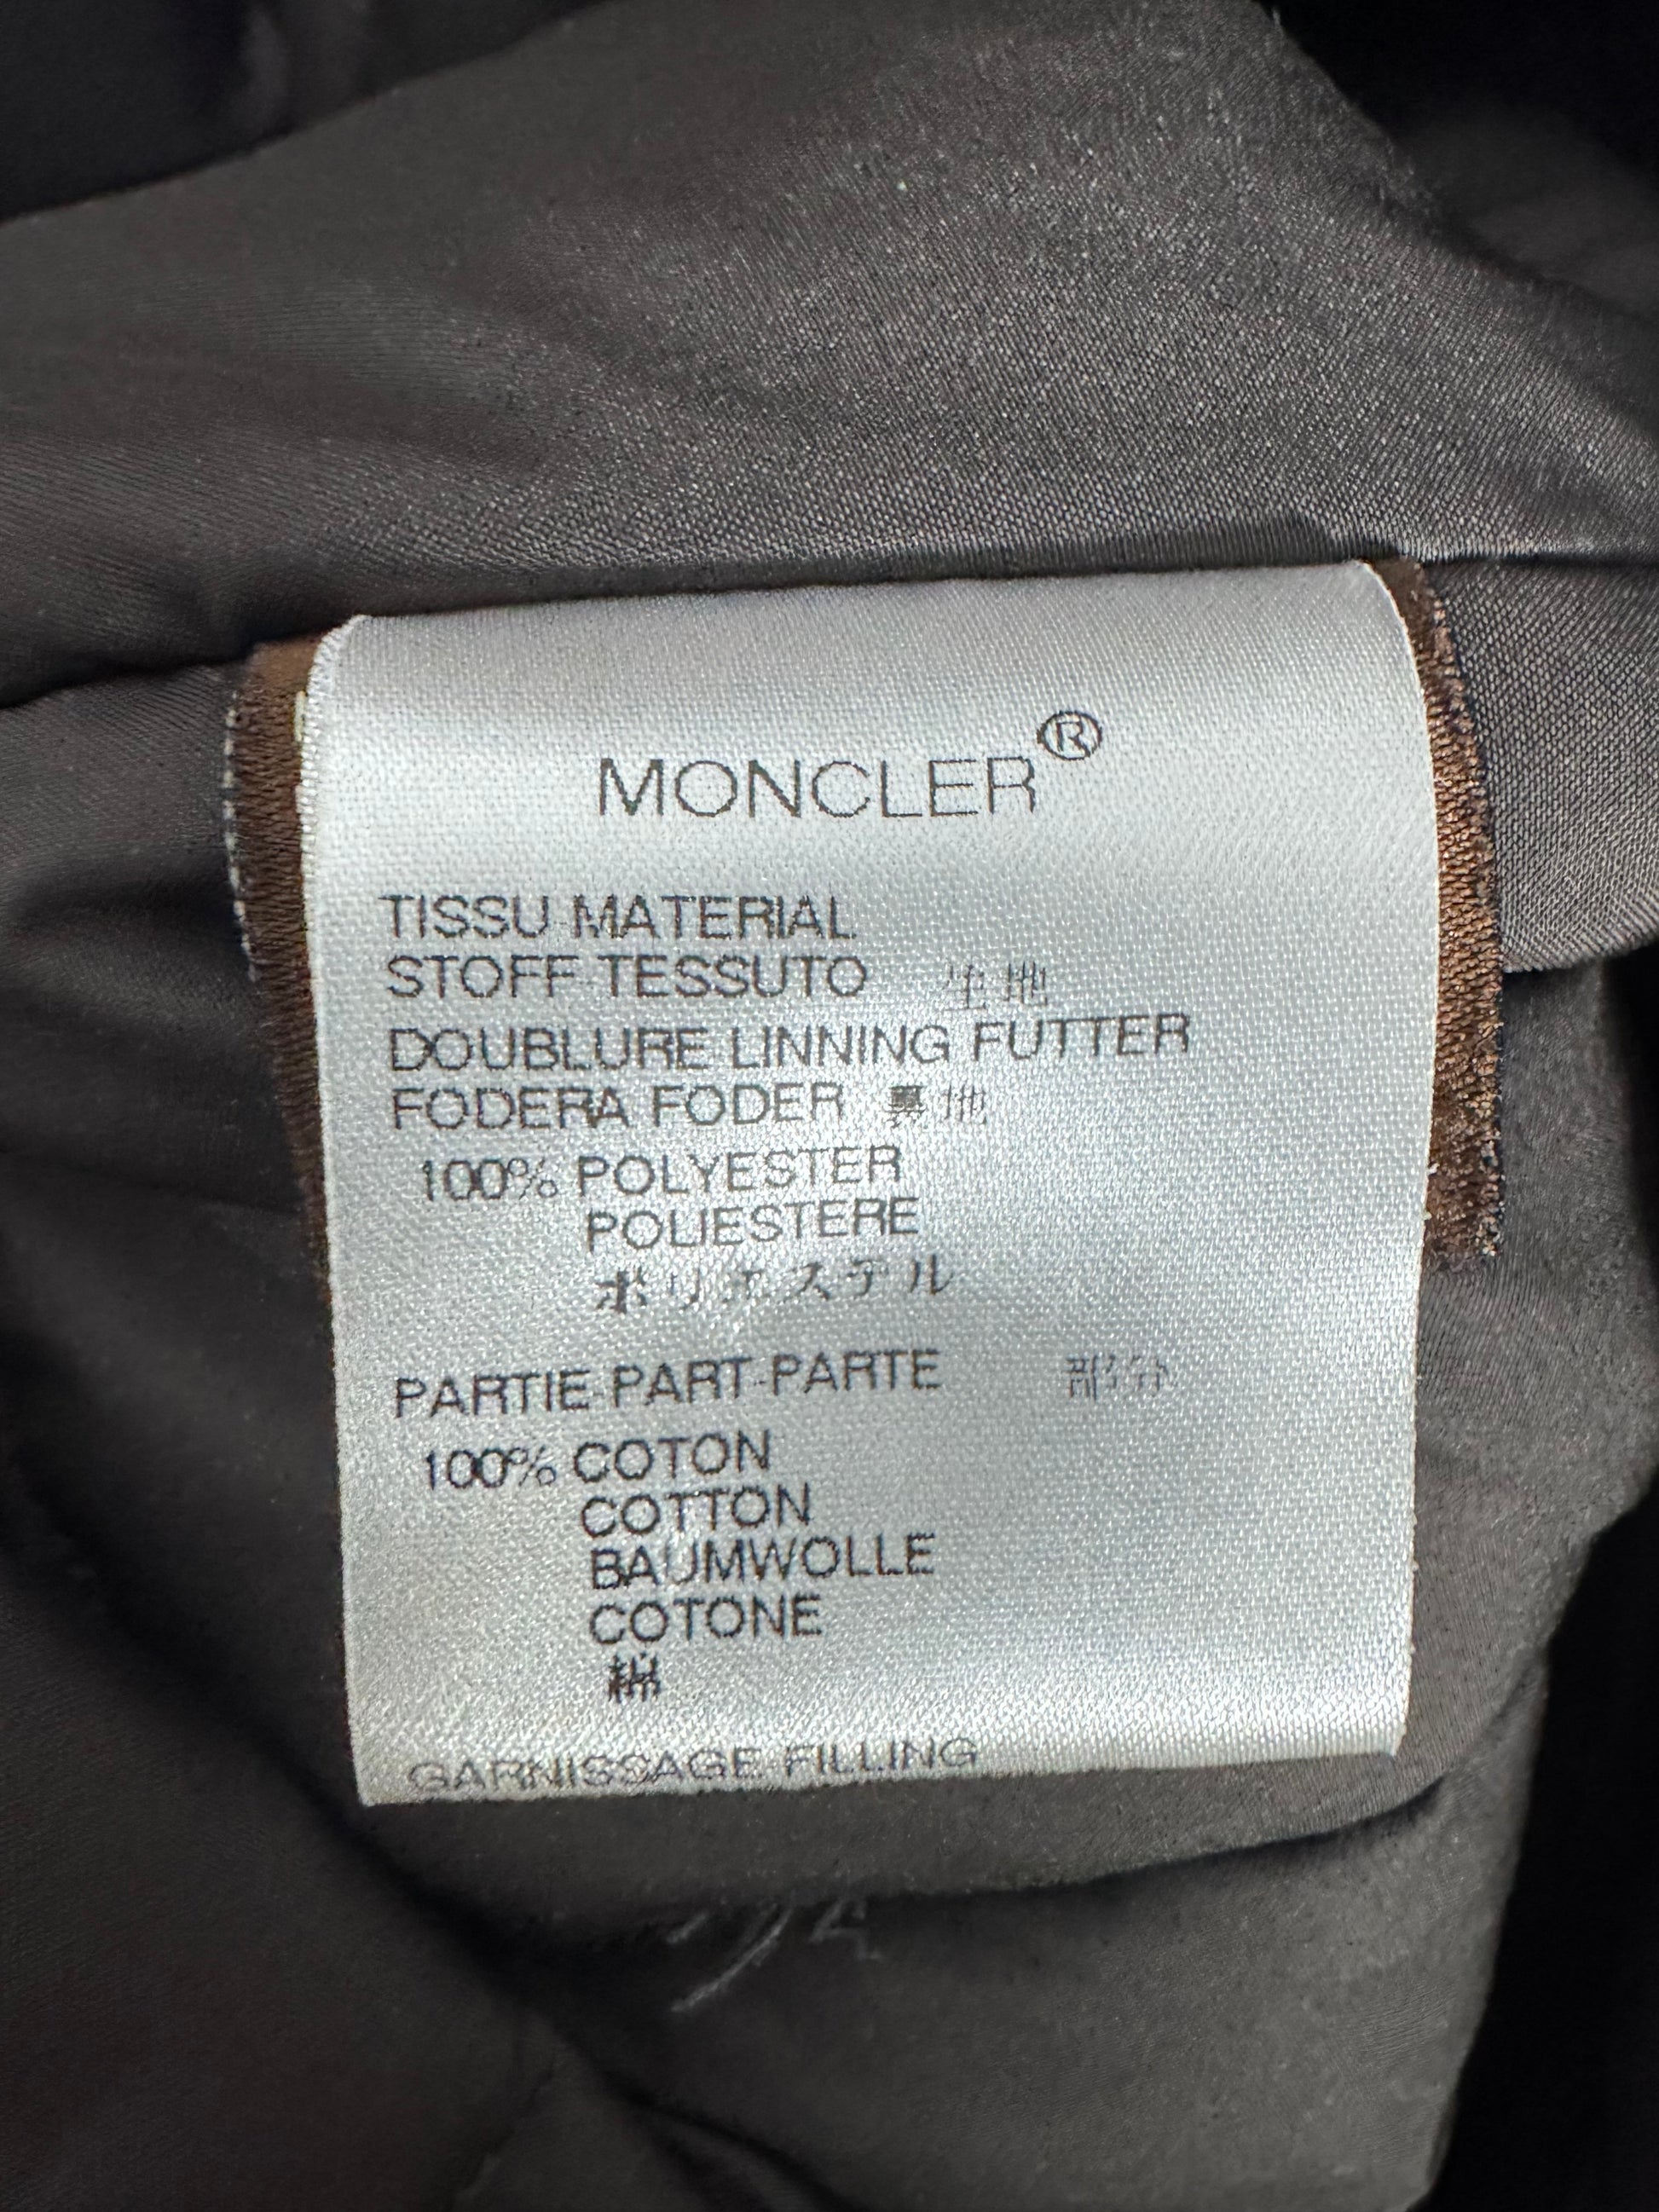 MONCLER®
TISSU-MATERIAL
STOFF-TESSUTO 生地
DOUBLURE-LINNING FUTTER
FODERA FODER 裏地
100% POLYESTER
POLIESTERE
ポリエステル
PARTIE-PART-PARTE 部分
100% COTON
COTTON
BAUMWOLLE
COTONE
綿
GARNISSAGE-FILLING